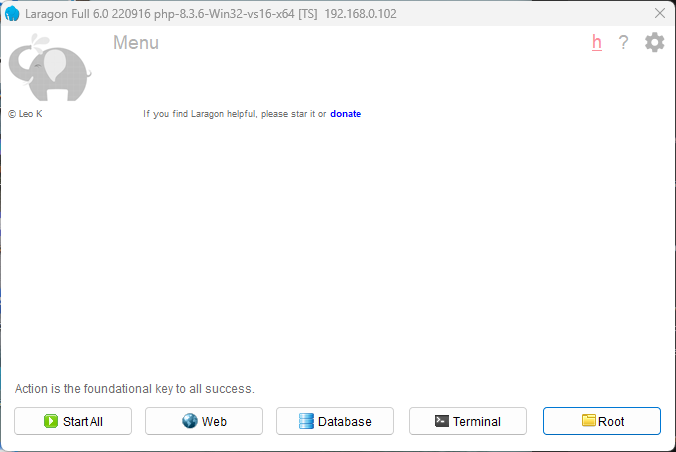 Laragon Full 6.0 220916 php-8.3.6-Win32-vs16-x64 [TS]  192.168.0.102
Menu h ?
© Leo K If you find Laragon helpful, please star it or donate
Action is the foundational key to all success.
Start All Web Database Terminal Root